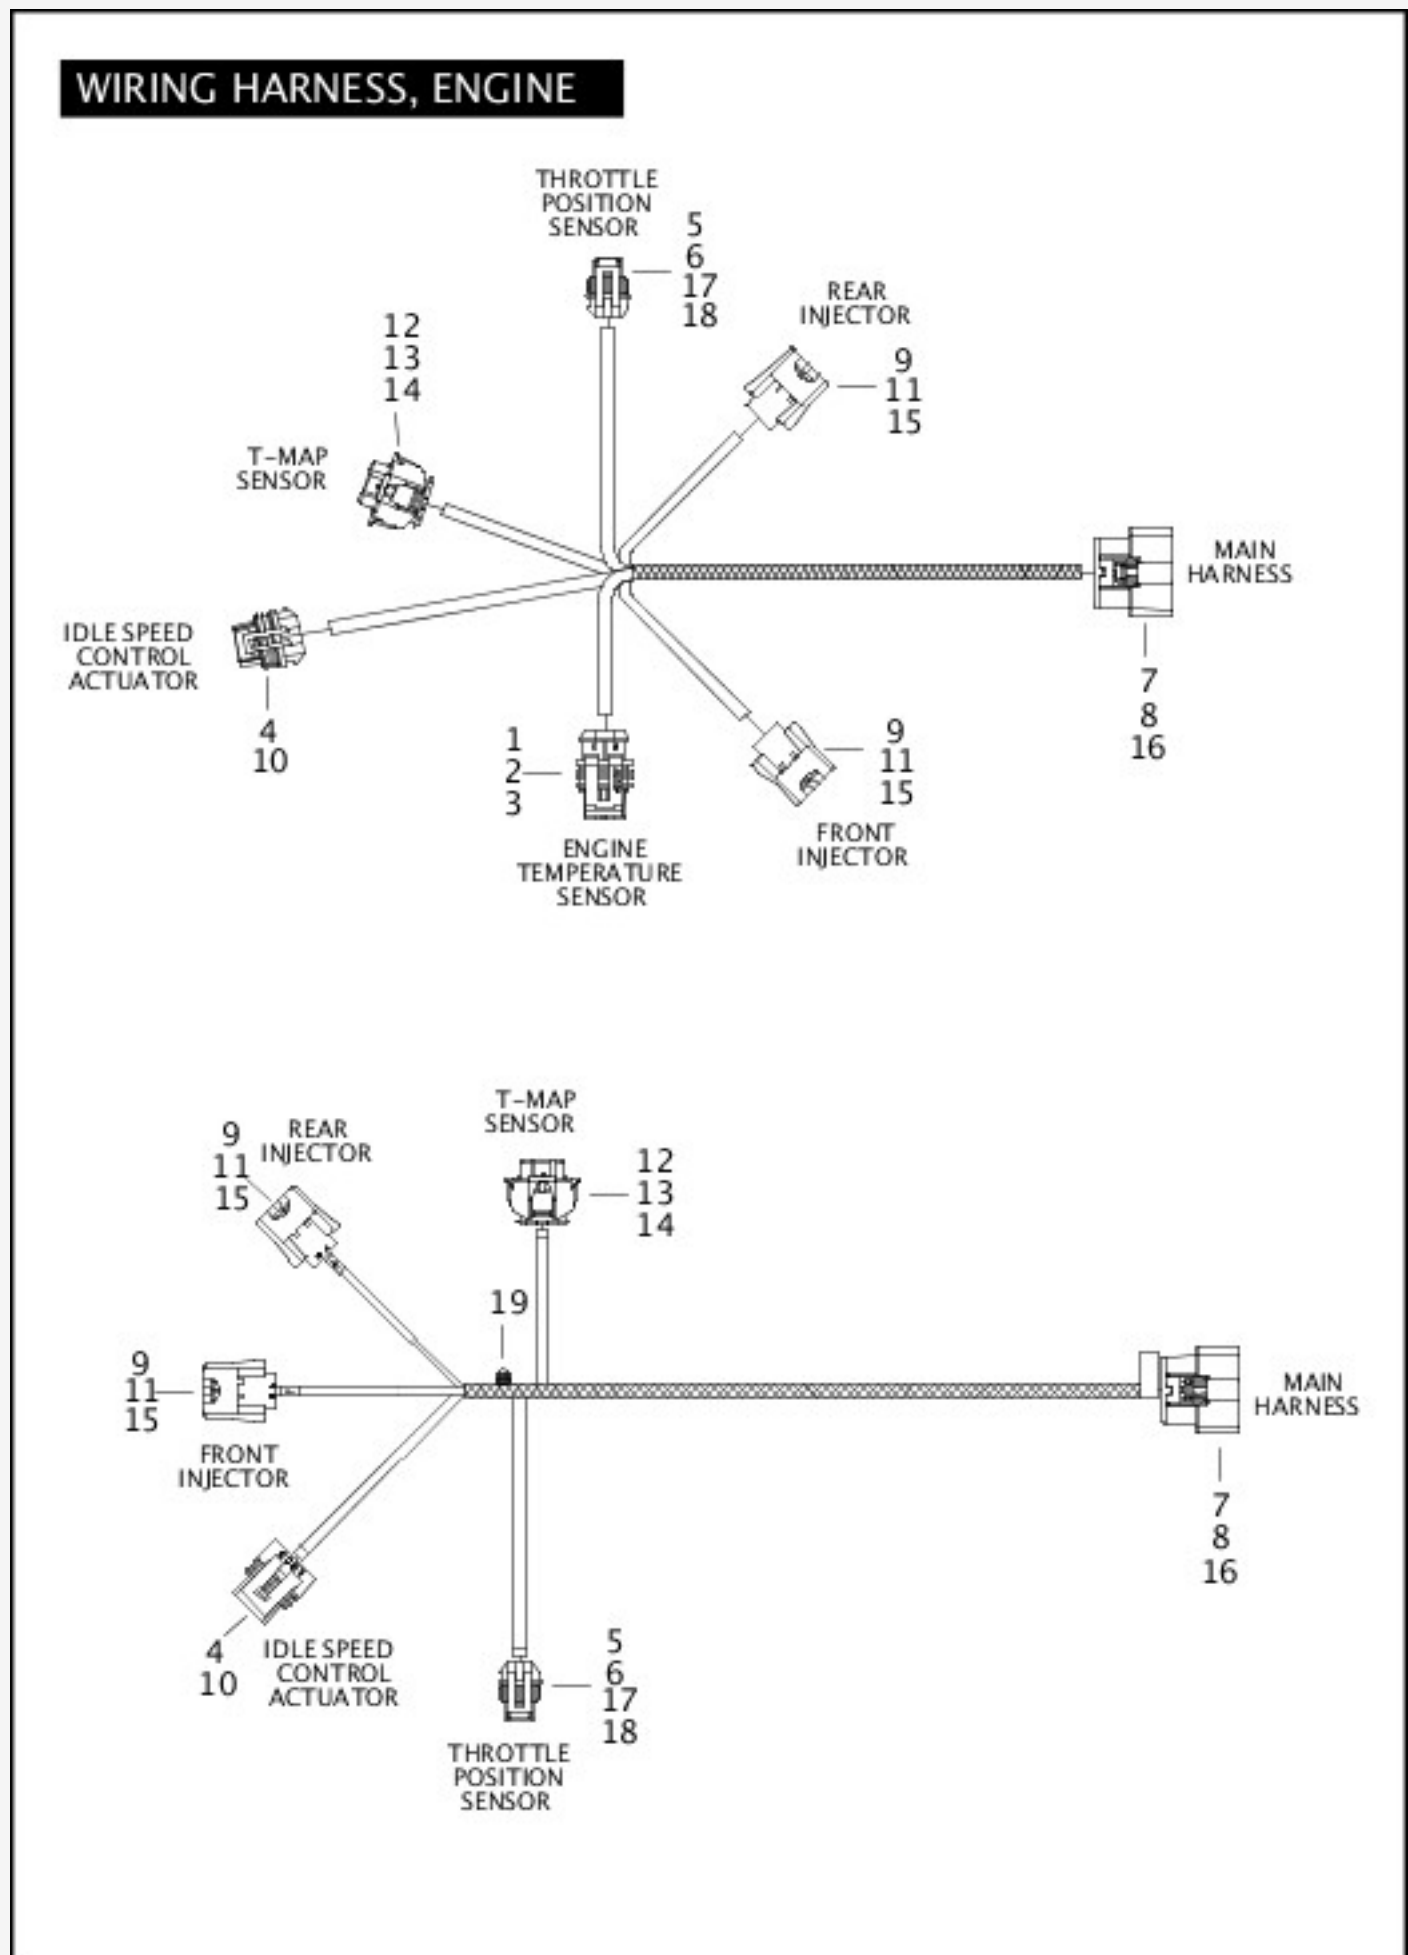 WIRING HARNESS, ENGINE
THROTTLE
POSITION
SENSOR
5
6
17
18
REAR
INJECTOR
9
11
15
12
13
14
T-MAP
SENSOR
MAIN
HARNESS
7
8
16
IDLE SPEED
CONTROL
ACTUATOR
4
10
1
2
3
ENGINE
TEMPERATURE
SENSOR
9
11
15
FRONT
INJECTOR
T-MAP
SENSOR
12
13
14
9
11
15
REAR
INJECTOR
19
9
11
15
FRONT
INJECTOR
MAIN
HARNESS
7
8
16
4
10
IDLE SPEED
CONTROL
ACTUATOR
5
6
17
18
THROTTLE
POSITION
SENSOR